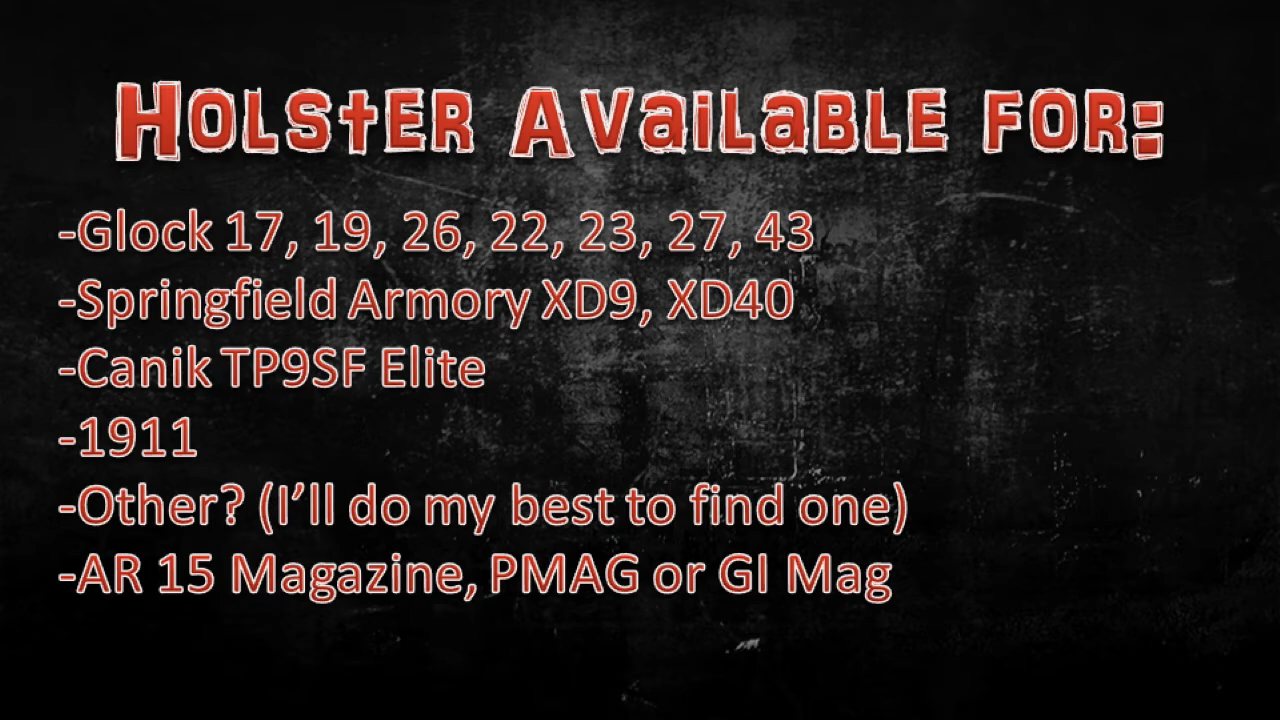 Holster Available for:
-Glock 17, 19, 26, 22, 23, 27, 43
-Springfield Armory XD9, XD40
-Canik TP9SF Elite
-1911
-Other? (I’ll do my best to find one)
-AR 15 Magazine, PMAG or GI Mag